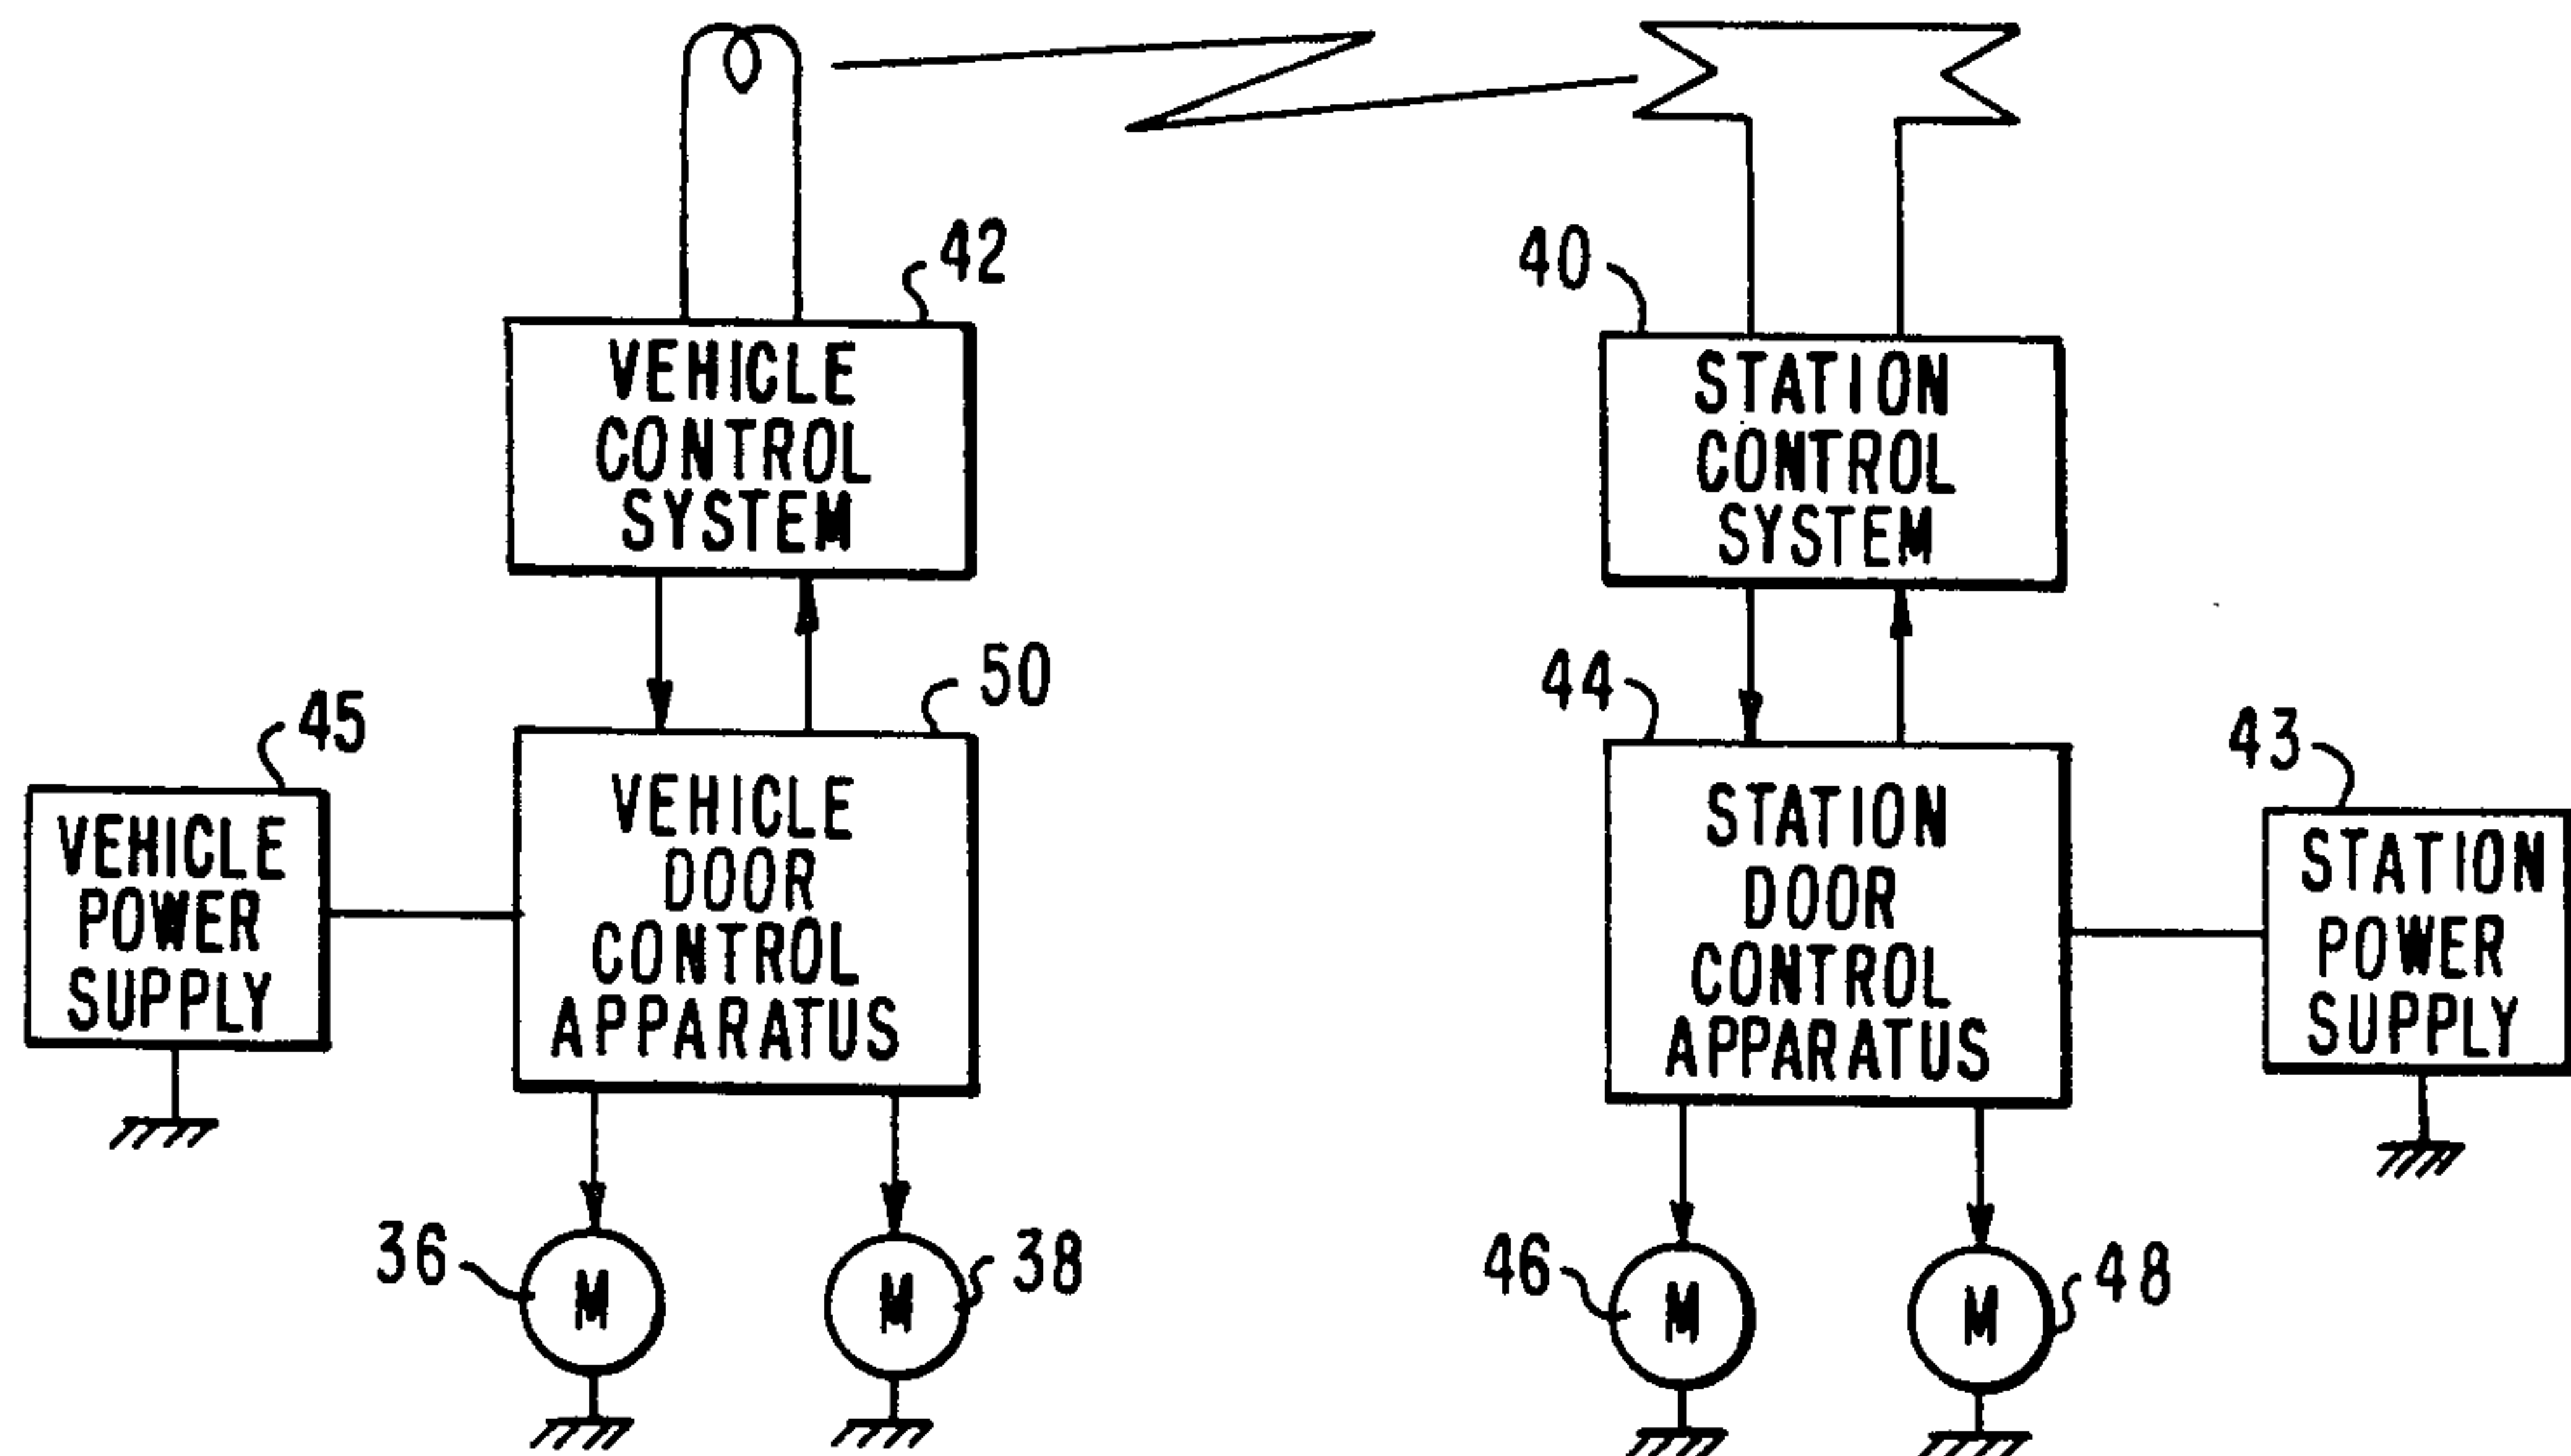 42
40
VEHICLE
CONTROL
SYSTEM
STATION
CONTROL
SYSTEM
50
44
45
43
VEHICLE
POWER
SUPPLY
VEHICLE
DOOR
CONTROL
APPARATUS
STATION
DOOR
CONTROL
APPARATUS
STATION
POWER
SUPPLY
36
M
M
38
46
M
M
48